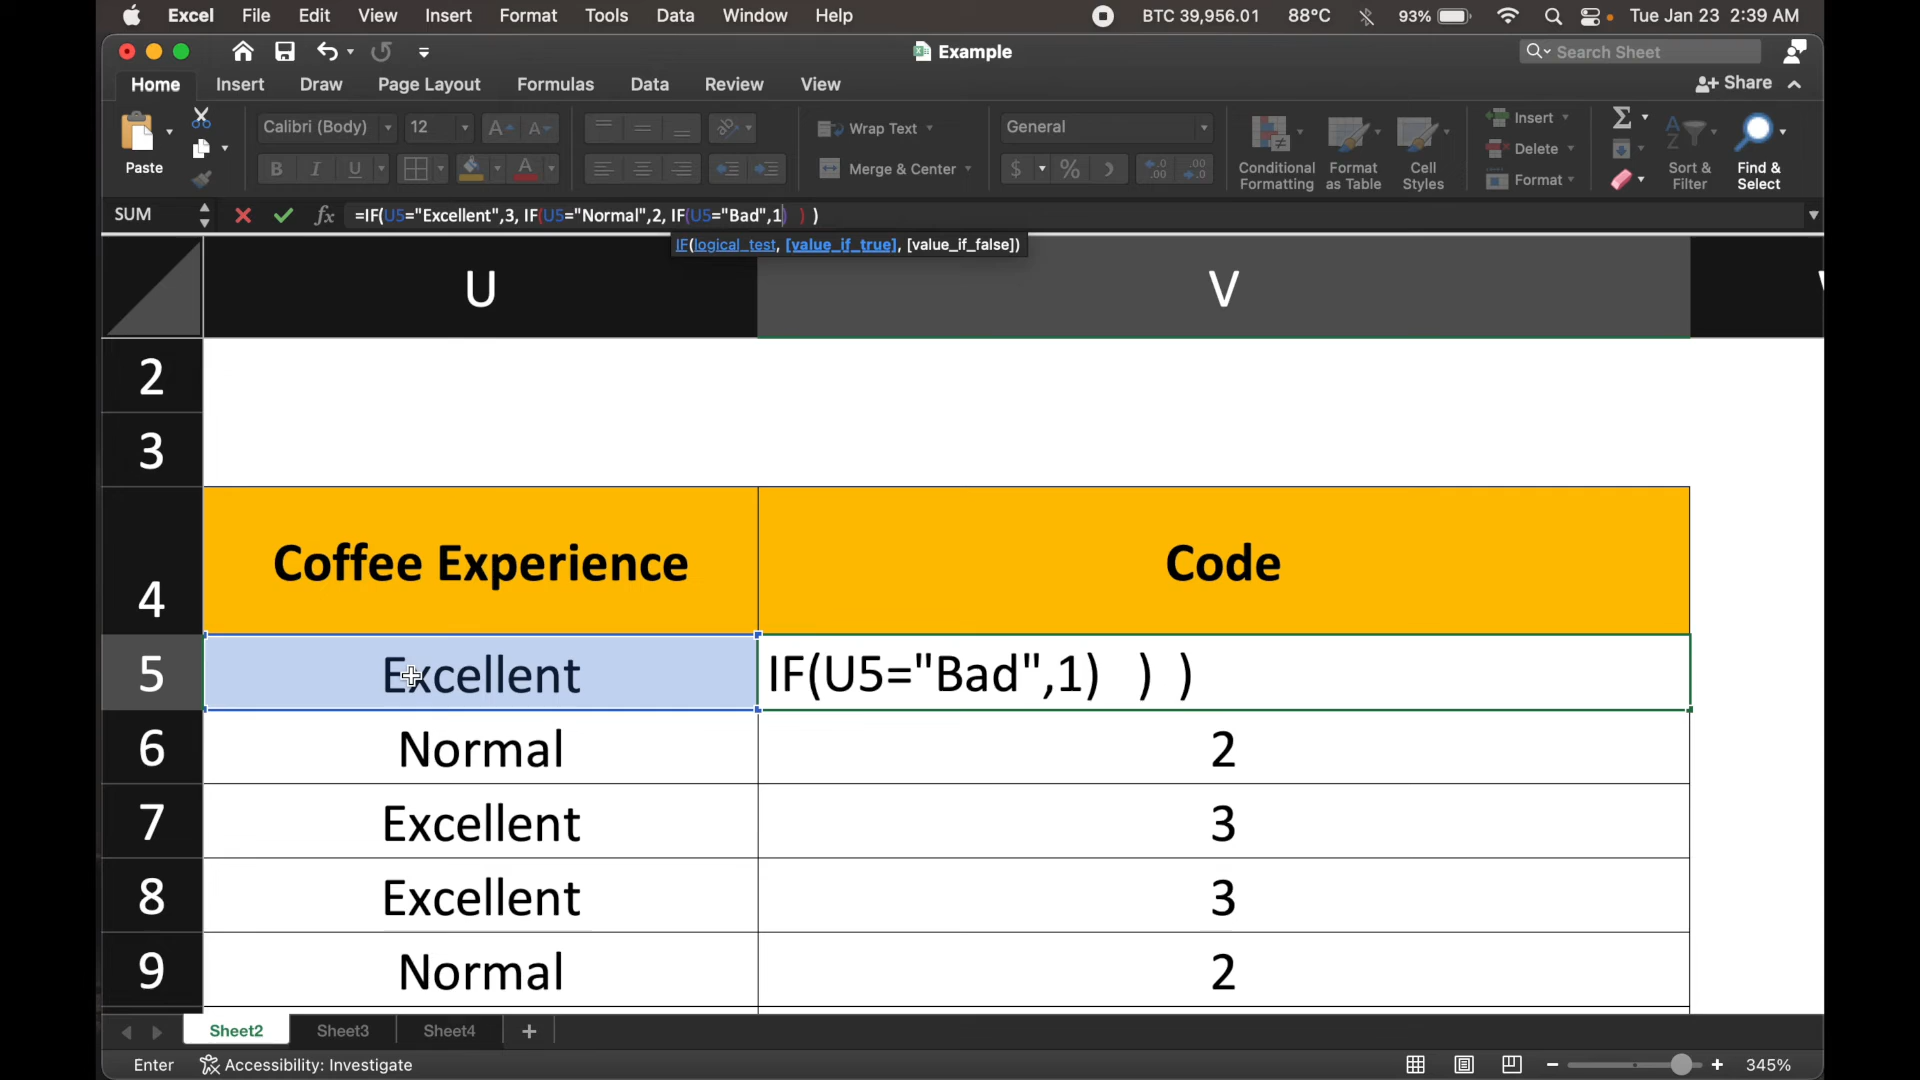 Excel File Edit View Insert Format Tools Data Window Help BTC 39,956.01 88°C 93% Tue Jan 23 2:39 AM
Example Search Sheet
Home Insert Draw Page Layout Formulas Data Review View Share
Paste
Calibri (Body) 12
B I U
A A
A
Wrap Text
Merge & Center
General
$ %
Conditional Formatting
Format as Table
Cell Styles
Insert
Delete
Format
Sort & Filter
Find & Select
SUM fx =IF(U5="Excellent",3, IF(U5="Normal",2, IF(U5="Bad",1) ) )
IF(logical_test, [value_if_true], [value_if_false])
U V
2
3
4 Coffee Experience Code
5 Excellent IF(U5="Bad",1) ) )
6 Normal 2
7 Excellent 3
8 Excellent 3
9 Normal 2
Sheet2 Sheet3 Sheet4 +
Enter Accessibility: Investigate − + 345%